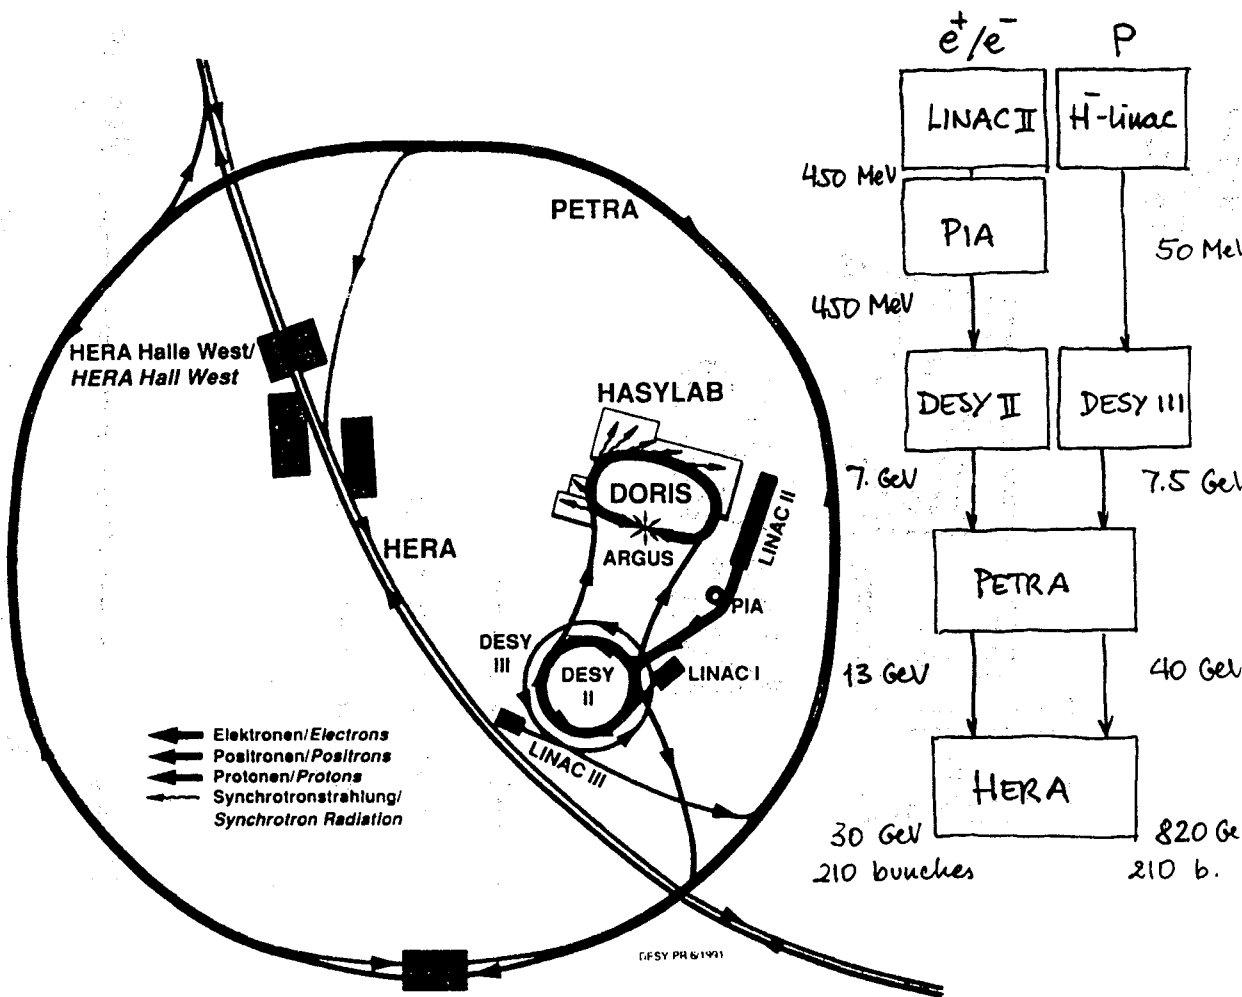 PETRA
HERA Halle West/
HERA Hall West
HASYLAB
DORIS
ARGUS
LINAC II
HERA
PIA
DESY
III
DESY
II
LINAC I
LINAC III
Elektronen/Electrons
Positronen/Positrons
Protonen/Protons
Synchrotronstrahlung/
Synchrotron Radiation
DESY PR 6/1991
e⁺/e⁻
P
LINAC II
H⁻-linac
450 MeV
PIA
50 MeV
450 MeV
DESY II
DESY III
7. GeV
7.5 GeV
PETRA
13 GeV
40 GeV
HERA
30 GeV
820 Ge
210 bunches
210 b.